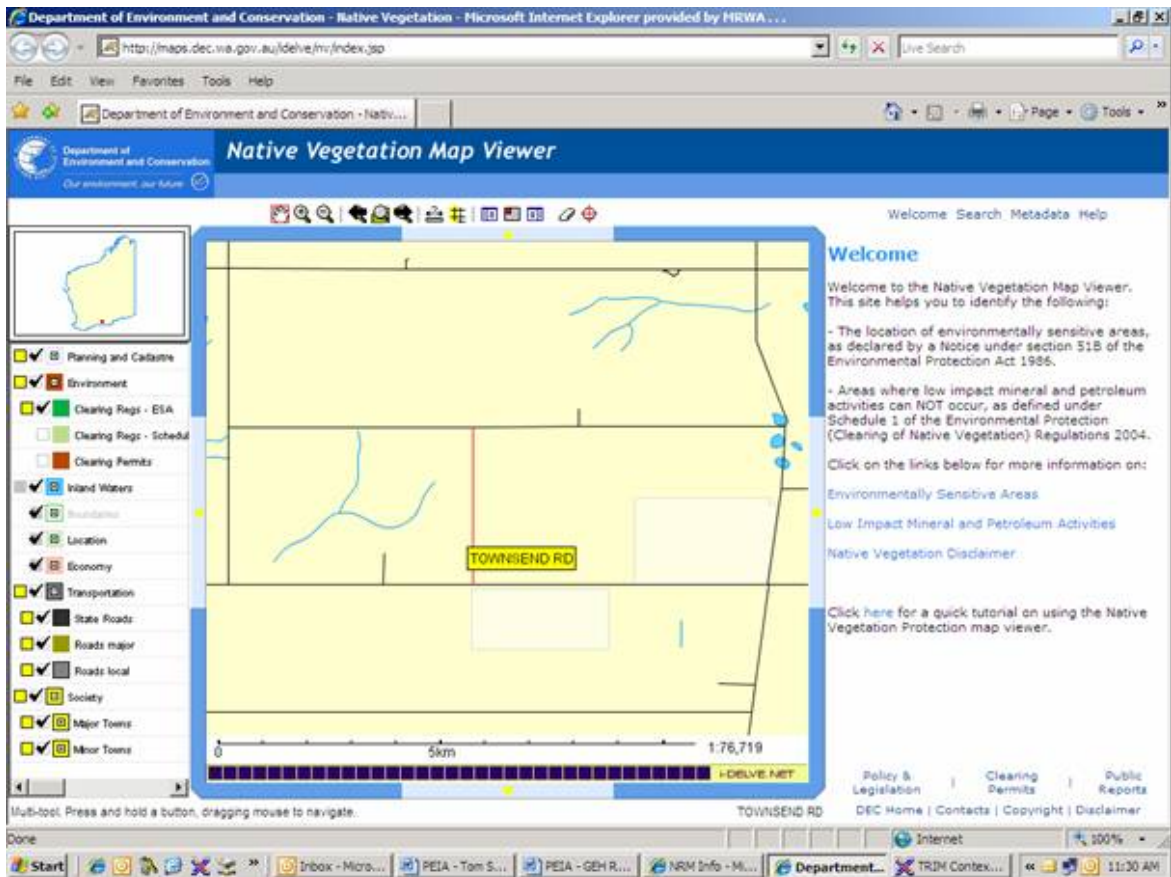 Department of Environment and Conservation - Native Vegetation - Microsoft Internet Explorer provided by MRWA...
http://maps.dec.wa.gov.au/idelve/nv/index.jsp
Live Search
File Edit View Favorites Tools Help
Department of Environment and Conservation - Nativ...
Page Tools
Department of
Environment and Conservation
Our environment, our future
Native Vegetation Map Viewer
Welcome Search Metadata Help
Planning and Cadastre
Environment
Clearing Regs - ESA
Clearing Regs - Schedul
Clearing Permits
Inland Waters
Boundaries
Location
Economy
Transportation
State Roads
Roads major
Roads local
Society
Major Towns
Minor Towns
TOWNSEND RD
0 5km 1:76,719
i-DELVE.NET
Welcome
Welcome to the Native Vegetation Map Viewer.
This site helps you to identify the following:
- The location of environmentally sensitive areas,
as declared by a Notice under section 51B of the
Environmental Protection Act 1986.
- Areas where low impact mineral and petroleum
activities can NOT occur, as defined under
Schedule 1 of the Environmental Protection
(Clearing of Native Vegetation) Regulations 2004.
Click on the links below for more information on:
Environmentally Sensitive Areas
Low Impact Mineral and Petroleum Activities
Native Vegetation Disclaimer
Click here for a quick tutorial on using the Native
Vegetation Protection map viewer.
Policy & Legislation | Clearing Permits | Public Reports
DEC Home | Contacts | Copyright | Disclaimer
Multi-tool. Press and hold a button, dragging mouse to navigate.
TOWNSEND RD
Done
Internet
100%
Start
Inbox - Micro...
PEIA - Tom S...
PEIA - GEH R...
NRM Info - Mi...
Department...
TRIM Contex...
11:30 AM